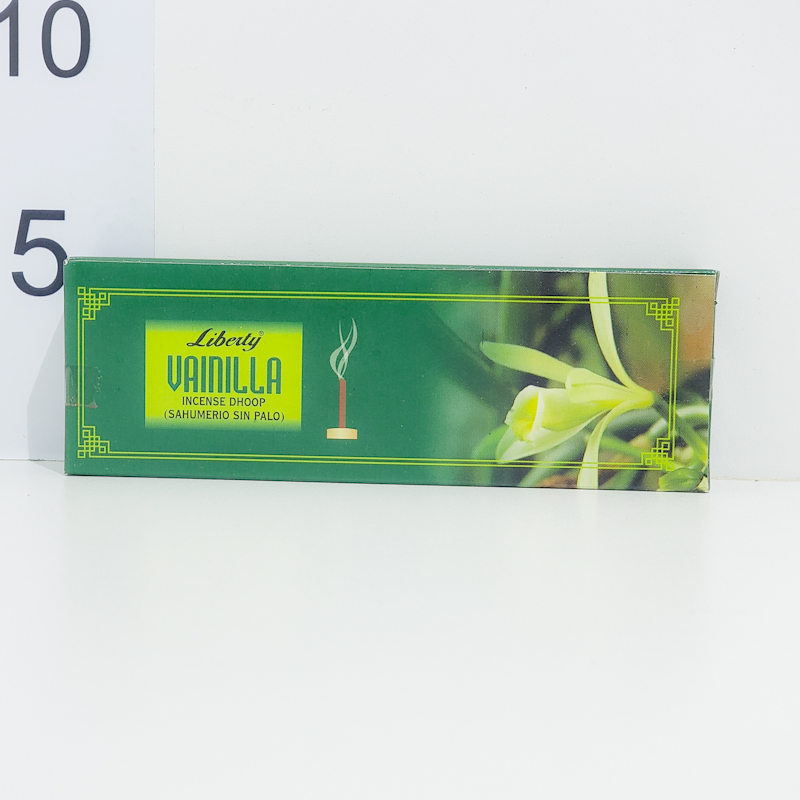 10
5
Liberty®
VAINILLA
INCENSE DHOOP
(SAHUMERIO SIN PALO)